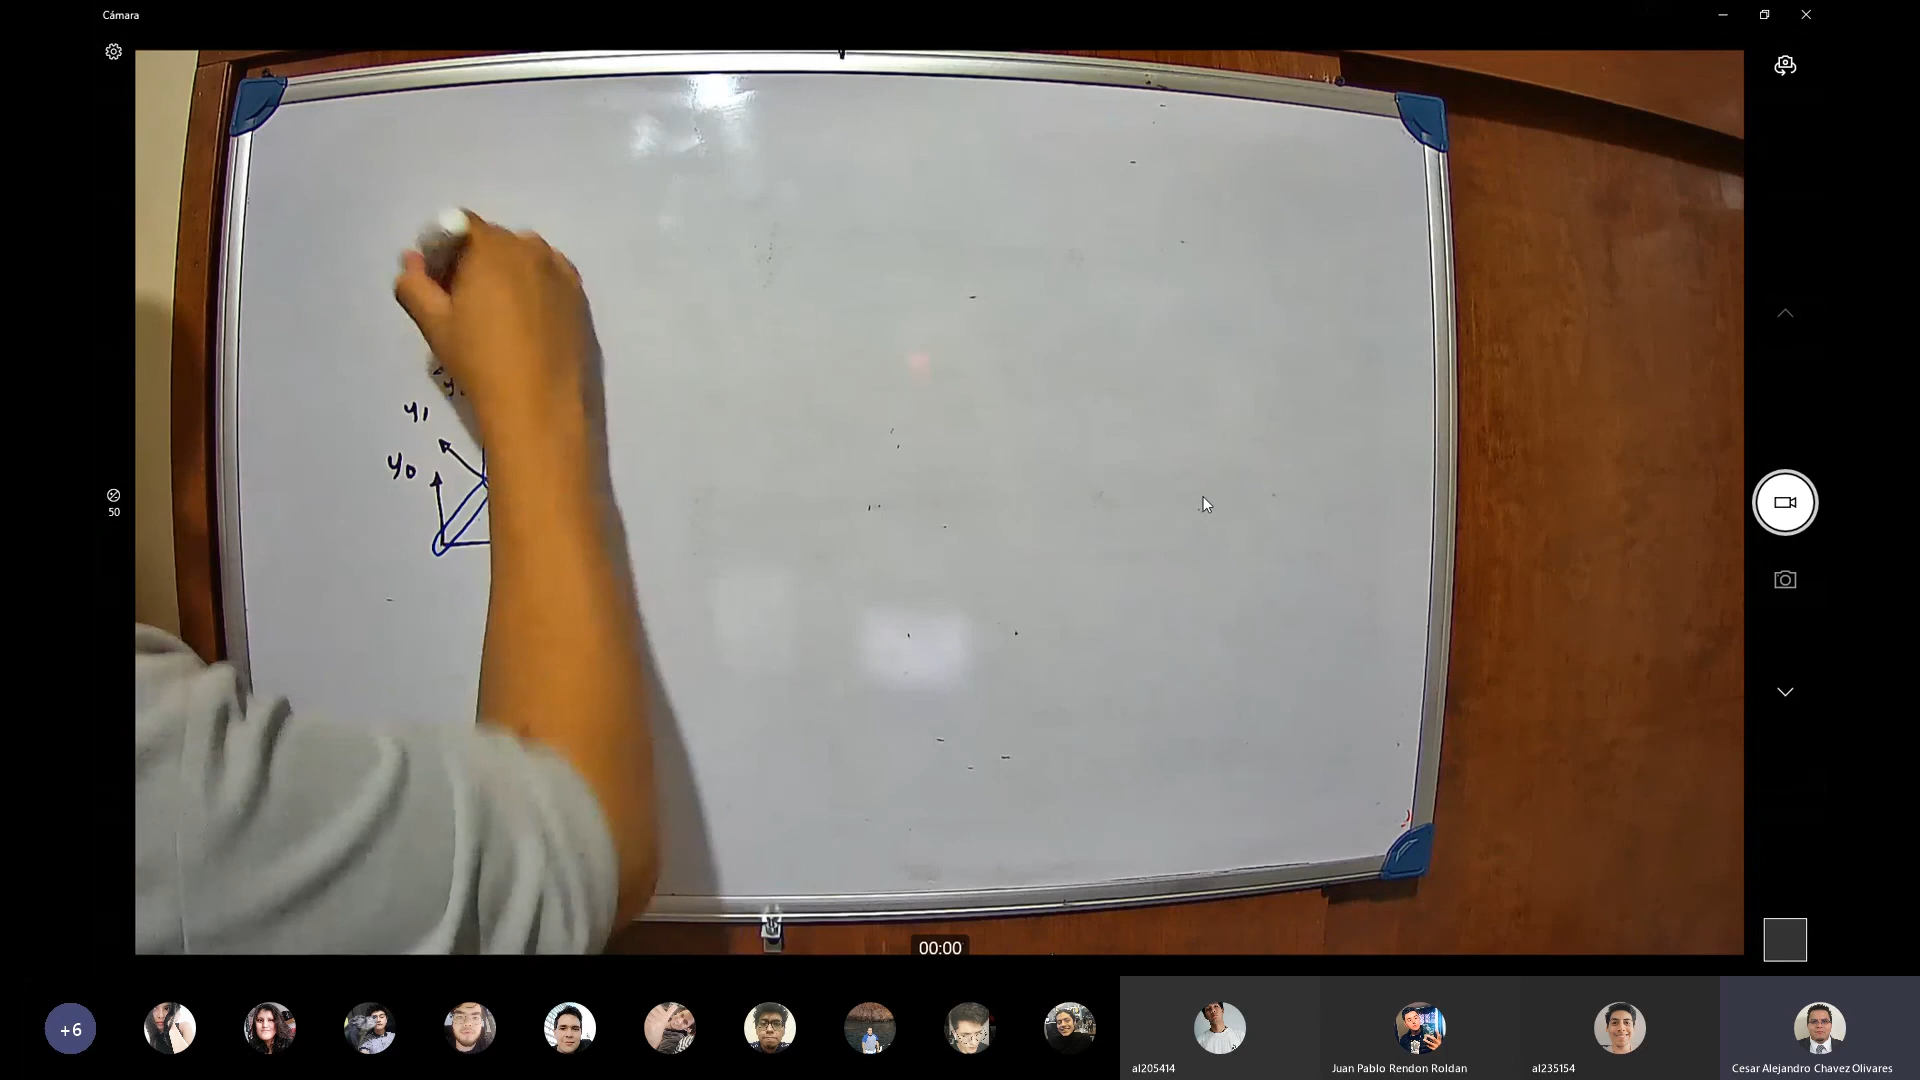 Cámara
y1
y0
50
00:00
+6
al205414
Juan Pablo Rendon Roldan
al235154
Cesar Alejandro Chavez Olivares